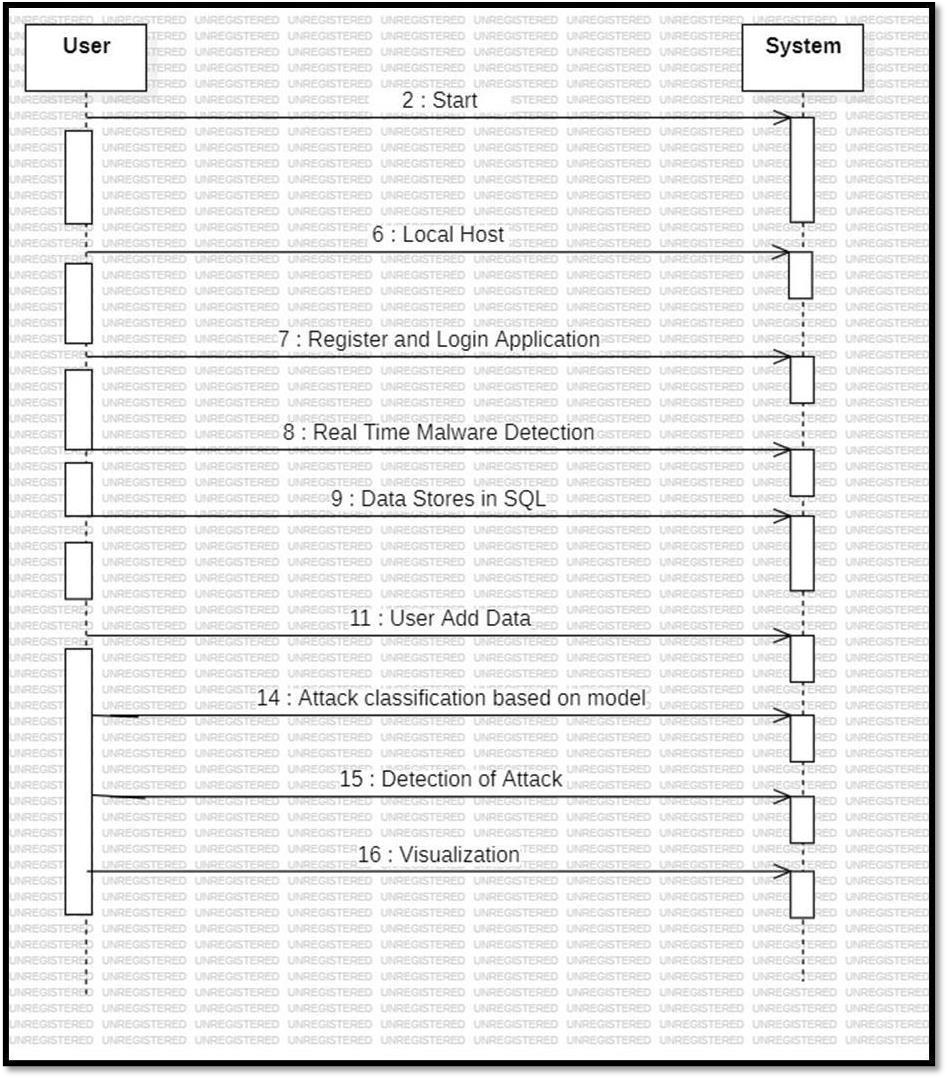 User
System
2 : Start
6 : Local Host
7 : Register and Login Application
8 : Real Time Malware Detection
9 : Data Stores in SQL
11 : User Add Data
14 : Attack classification based on model
15 : Detection of Attack
16 : Visualization
UNREGISTERED